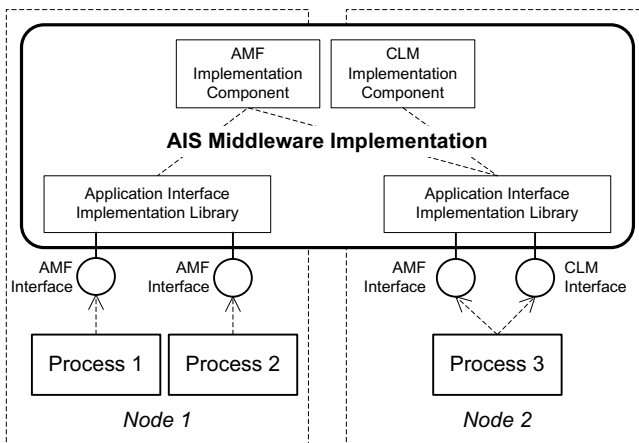 AMF
Implementation
Component
CLM
Implementation
Component
AIS Middleware Implementation
Application Interface
Implementation Library
Application Interface
Implementation Library
AMF
Interface
AMF
Interface
AMF
Interface
CLM
Interface
Process 1
Process 2
Process 3
Node 1
Node 2